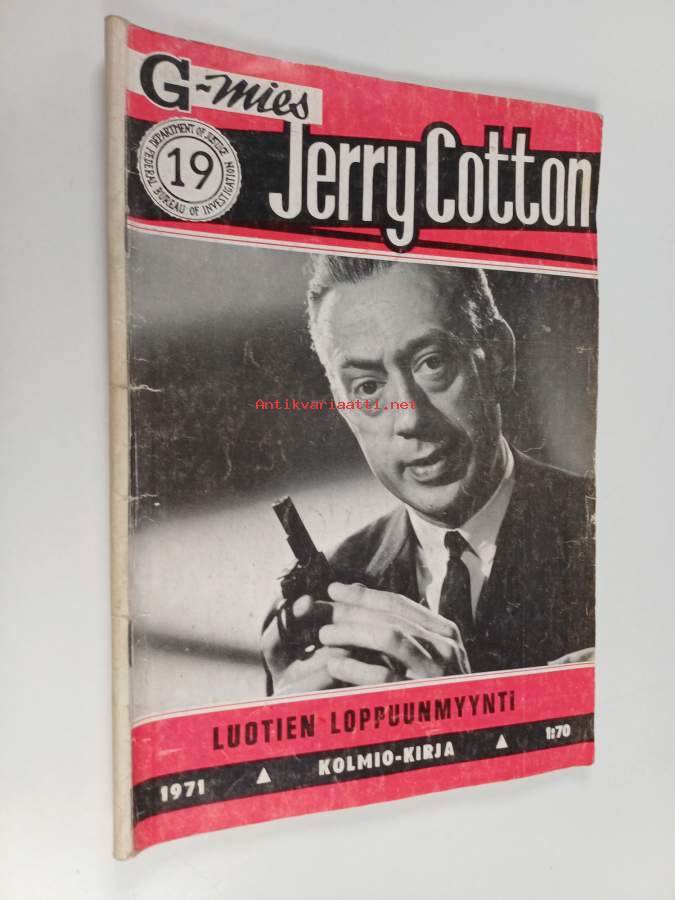 G-mies
DEPARTMENT OF JUSTICE
19
FEDERAL BUREAU OF INVESTIGATION
Jerry Cotton
Antikvariaatti.net
LUOTIEN LOPPUUNMYYNTi
1971 ▲ KOLMIO-KIRJA ▲ 1:70